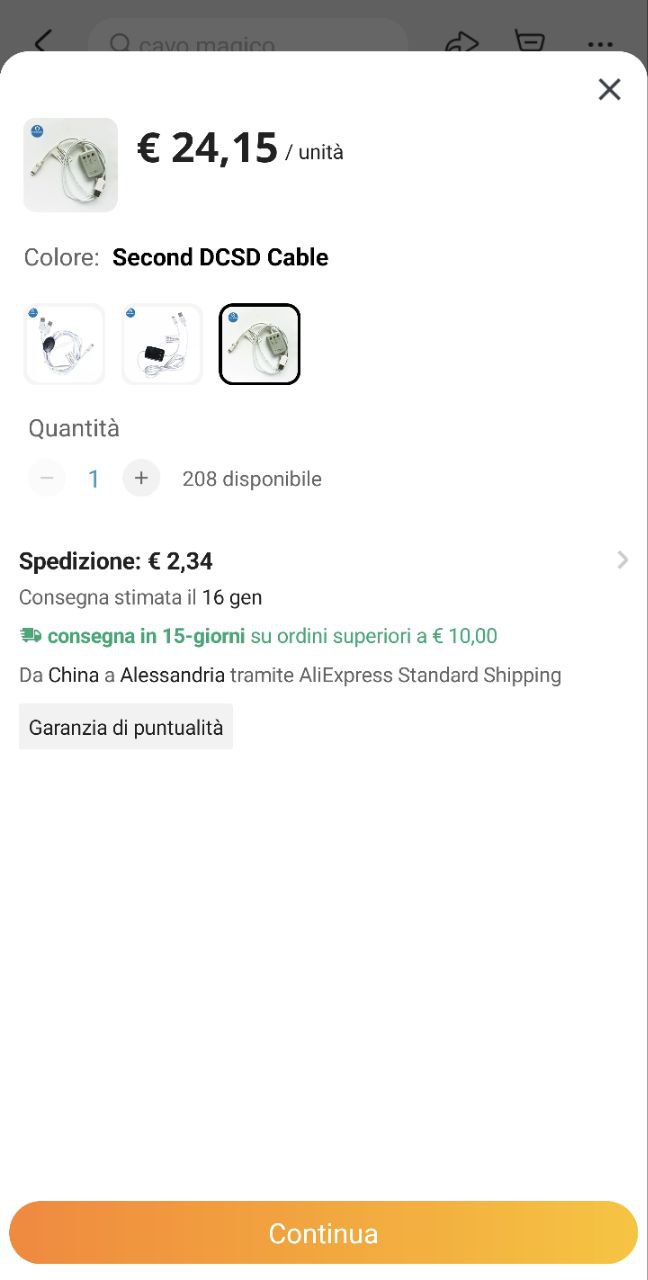 cavo magico
€ 24,15 / unità
Colore: Second DCSD Cable
Quantità
1 208 disponibile
Spedizione: € 2,34
Consegna stimata il 16 gen
consegna in 15-giorni su ordini superiori a € 10,00
Da China a Alessandria tramite AliExpress Standard Shipping
Garanzia di puntualità
Continua